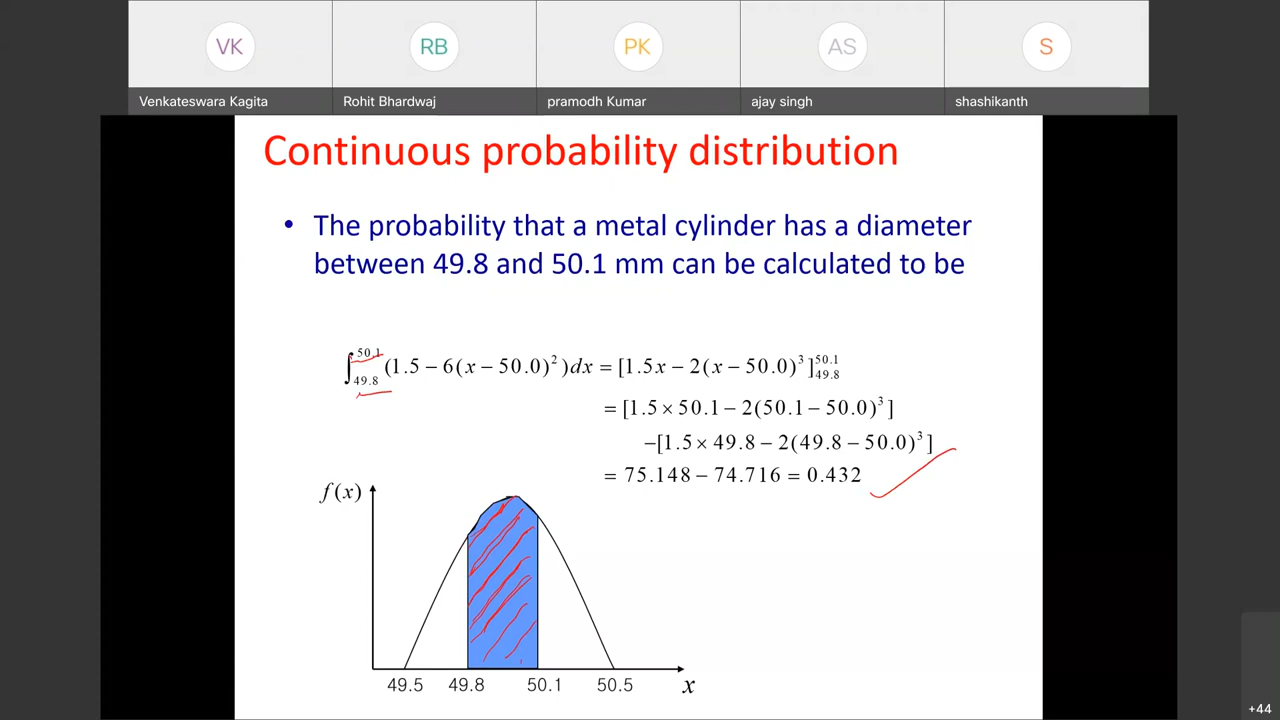 VK RB PK AS S
Venkateswara Kagita Rohit Bhardwaj pramodh Kumar ajay singh shashikanth
Continuous probability distribution
• The probability that a metal cylinder has a diameter
between 49.8 and 50.1 mm can be calculated to be
∫_{49.8}^{50.1} (1.5 − 6(x − 50.0)²)dx = [1.5x − 2(x − 50.0)³]_{49.8}^{50.1}
= [1.5 × 50.1 − 2(50.1 − 50.0)³]
−[1.5 × 49.8 − 2(49.8 − 50.0)³]
= 75.148 − 74.716 = 0.432
f(x)
49.5 49.8 50.1 50.5 x
+44